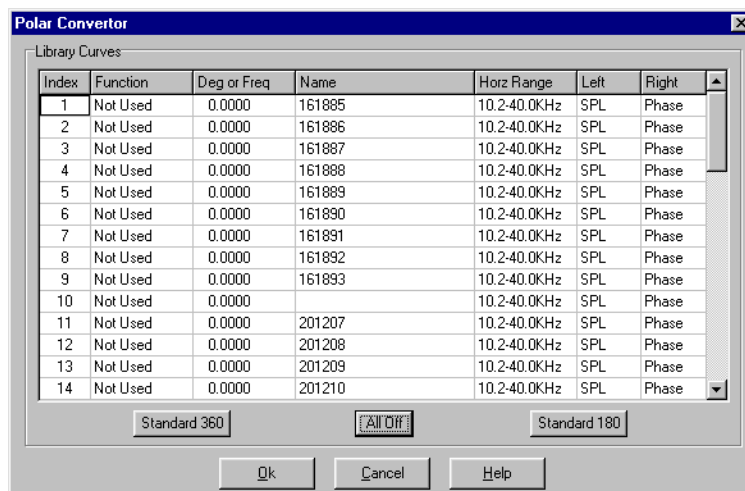 Polar Convertor
Library Curves
Index Function Deg or Freq Name Horz Range Left Right
1 Not Used 0.0000 161885 10.2-40.0KHz SPL Phase
2 Not Used 0.0000 161886 10.2-40.0KHz SPL Phase
3 Not Used 0.0000 161887 10.2-40.0KHz SPL Phase
4 Not Used 0.0000 161888 10.2-40.0KHz SPL Phase
5 Not Used 0.0000 161889 10.2-40.0KHz SPL Phase
6 Not Used 0.0000 161890 10.2-40.0KHz SPL Phase
7 Not Used 0.0000 161891 10.2-40.0KHz SPL Phase
8 Not Used 0.0000 161892 10.2-40.0KHz SPL Phase
9 Not Used 0.0000 161893 10.2-40.0KHz SPL Phase
10 Not Used 0.0000 10.2-40.0KHz SPL Phase
11 Not Used 0.0000 201207 10.2-40.0KHz SPL Phase
12 Not Used 0.0000 201208 10.2-40.0KHz SPL Phase
13 Not Used 0.0000 201209 10.2-40.0KHz SPL Phase
14 Not Used 0.0000 201210 10.2-40.0KHz SPL Phase
Standard 360 All Off Standard 180
Ok Cancel Help